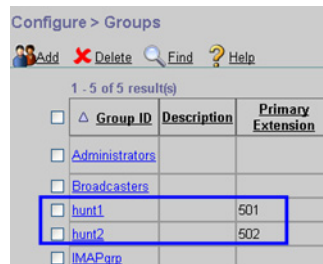 Configure > Groups
Add Delete Find Help
1 - 5 of 5 result(s)
Group ID Description Primary Extension
Administrators
Broadcasters
hunt1 501
hunt2 502
IMAPgrp